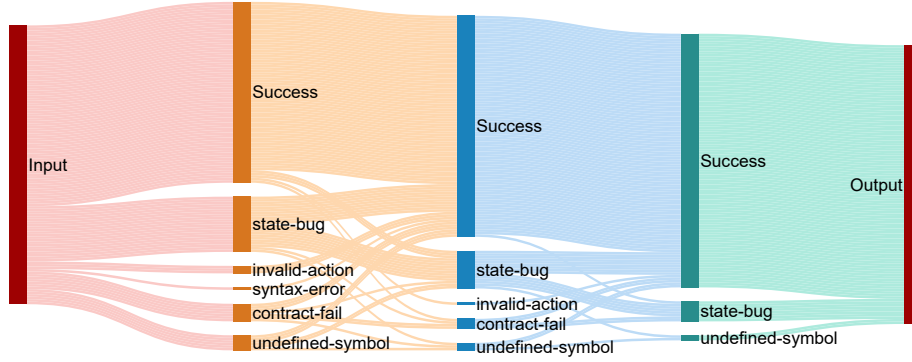 Input
Success
state-bug
invalid-action
syntax-error
contract-fail
undefined-symbol
Success
state-bug
invalid-action
contract-fail
undefined-symbol
Success
state-bug
undefined-symbol
Output